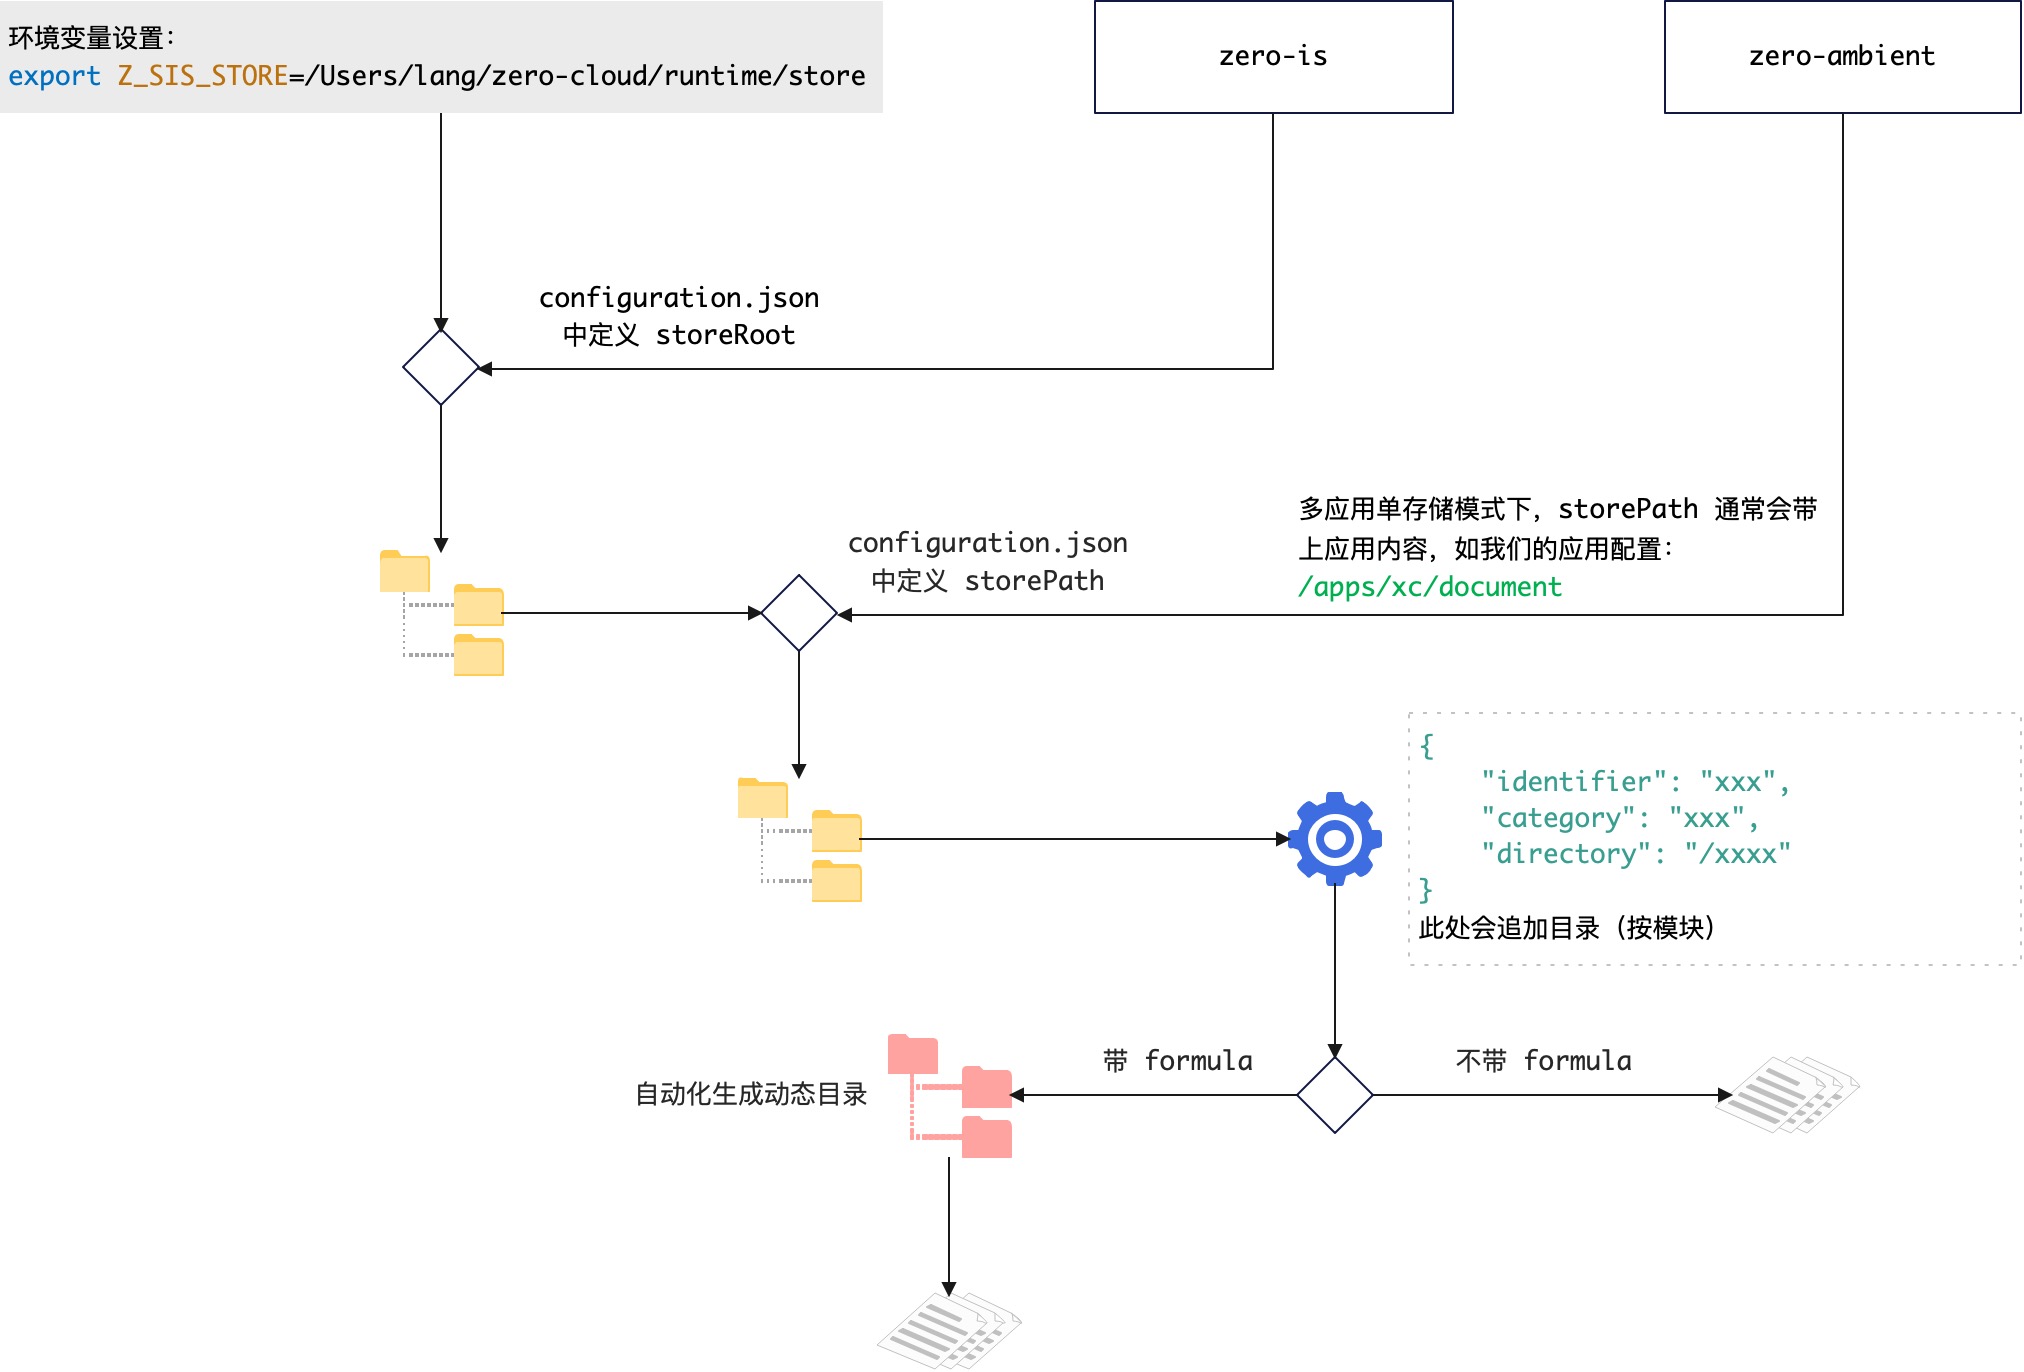 环境变量设置：
export Z_SIS_STORE=/Users/lang/zero-cloud/runtime/store
zero-is
zero-ambient
configuration.json
中定义 storeRoot
configuration.json
中定义 storePath
多应用单存储模式下，storePath 通常会带
上应用内容，如我们的应用配置：
/apps/xc/document
{
"identifier": "xxx",
"category": "xxx",
"directory": "/xxxx"
}
此处会追加目录（按模块）
带 formula
不带 formula
自动化生成动态目录